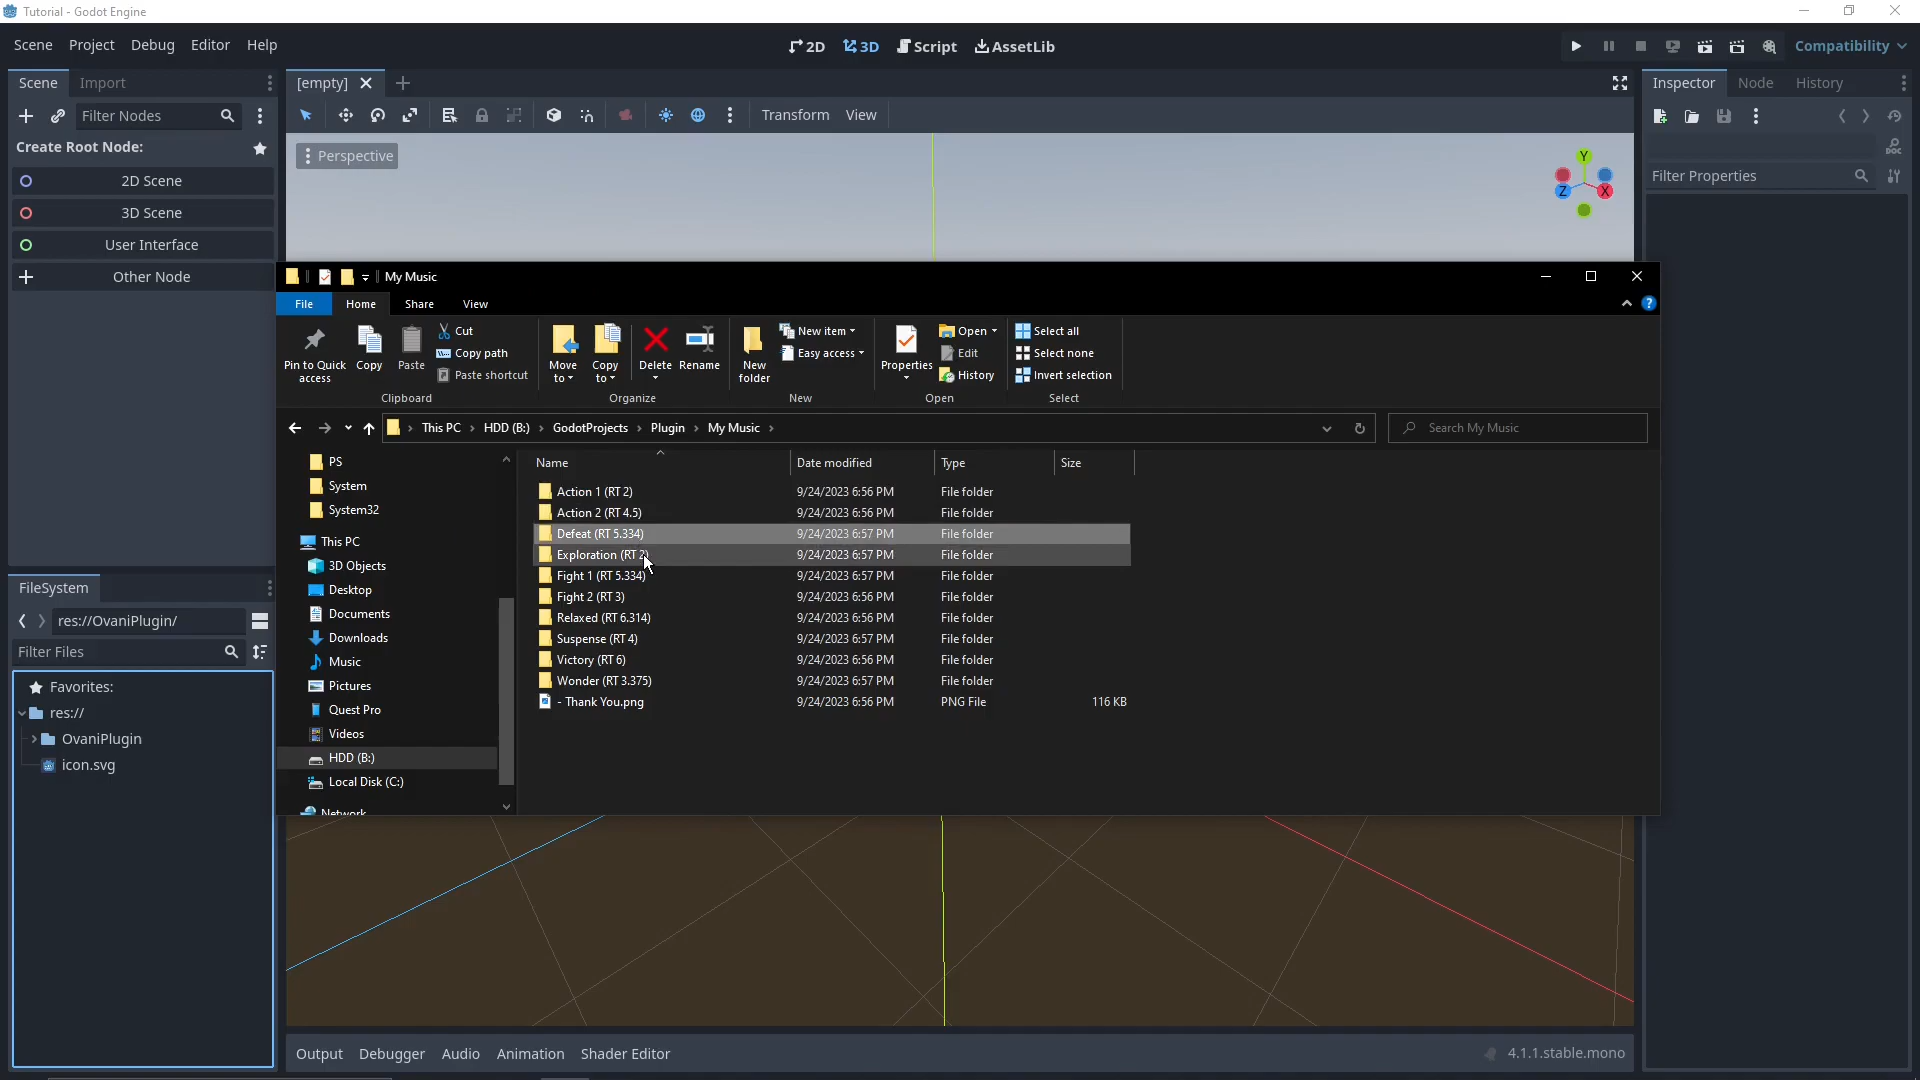 Tutorial - Godot Engine
Scene Project Debug Editor Help
2D 3D Script AssetLib
Compatibility
Scene Import
[empty]
Inspector Node History
Filter Nodes
Transform View
Create Root Node:
2D Scene
3D Scene
User Interface
Other Node
Perspective
Y
Z X
DOC
Filter Properties
My Music
File Home Share View
Pin to Quick access
Copy
Paste
Cut
Copy path
Paste shortcut
Clipboard
Move to
Copy to
Delete
Rename
Organize
New folder
New item
Easy access
New
Properties
Open
Edit
History
Open
Select all
Select none
Invert selection
Select
This PC > HDD (B:) > GodotProjects > Plugin > My Music >
Search My Music
PS
System
System32
This PC
3D Objects
Desktop
Documents
Downloads
Music
Pictures
Quest Pro
Videos
HDD (B:)
Local Disk (C:)
Network
Name Date modified Type Size
Action 1 (RT 2) 9/24/2023 6:56 PM File folder
Action 2 (RT 4.5) 9/24/2023 6:56 PM File folder
Defeat (RT 5.334) 9/24/2023 6:57 PM File folder
Exploration (RT 2) 9/24/2023 6:57 PM File folder
Fight 1 (RT 5.334) 9/24/2023 6:57 PM File folder
Fight 2 (RT 3) 9/24/2023 6:56 PM File folder
Relaxed (RT 6.314) 9/24/2023 6:56 PM File folder
Suspense (RT 4) 9/24/2023 6:57 PM File folder
Victory (RT 6) 9/24/2023 6:56 PM File folder
Wonder (RT 3.375) 9/24/2023 6:57 PM File folder
- Thank You.png 9/24/2023 6:56 PM PNG File 116 KB
FileSystem
res://OvaniPlugin/
Filter Files
Favorites:
res://
OvaniPlugin
icon.svg
Output Debugger Audio Animation Shader Editor
4.1.1.stable.mono